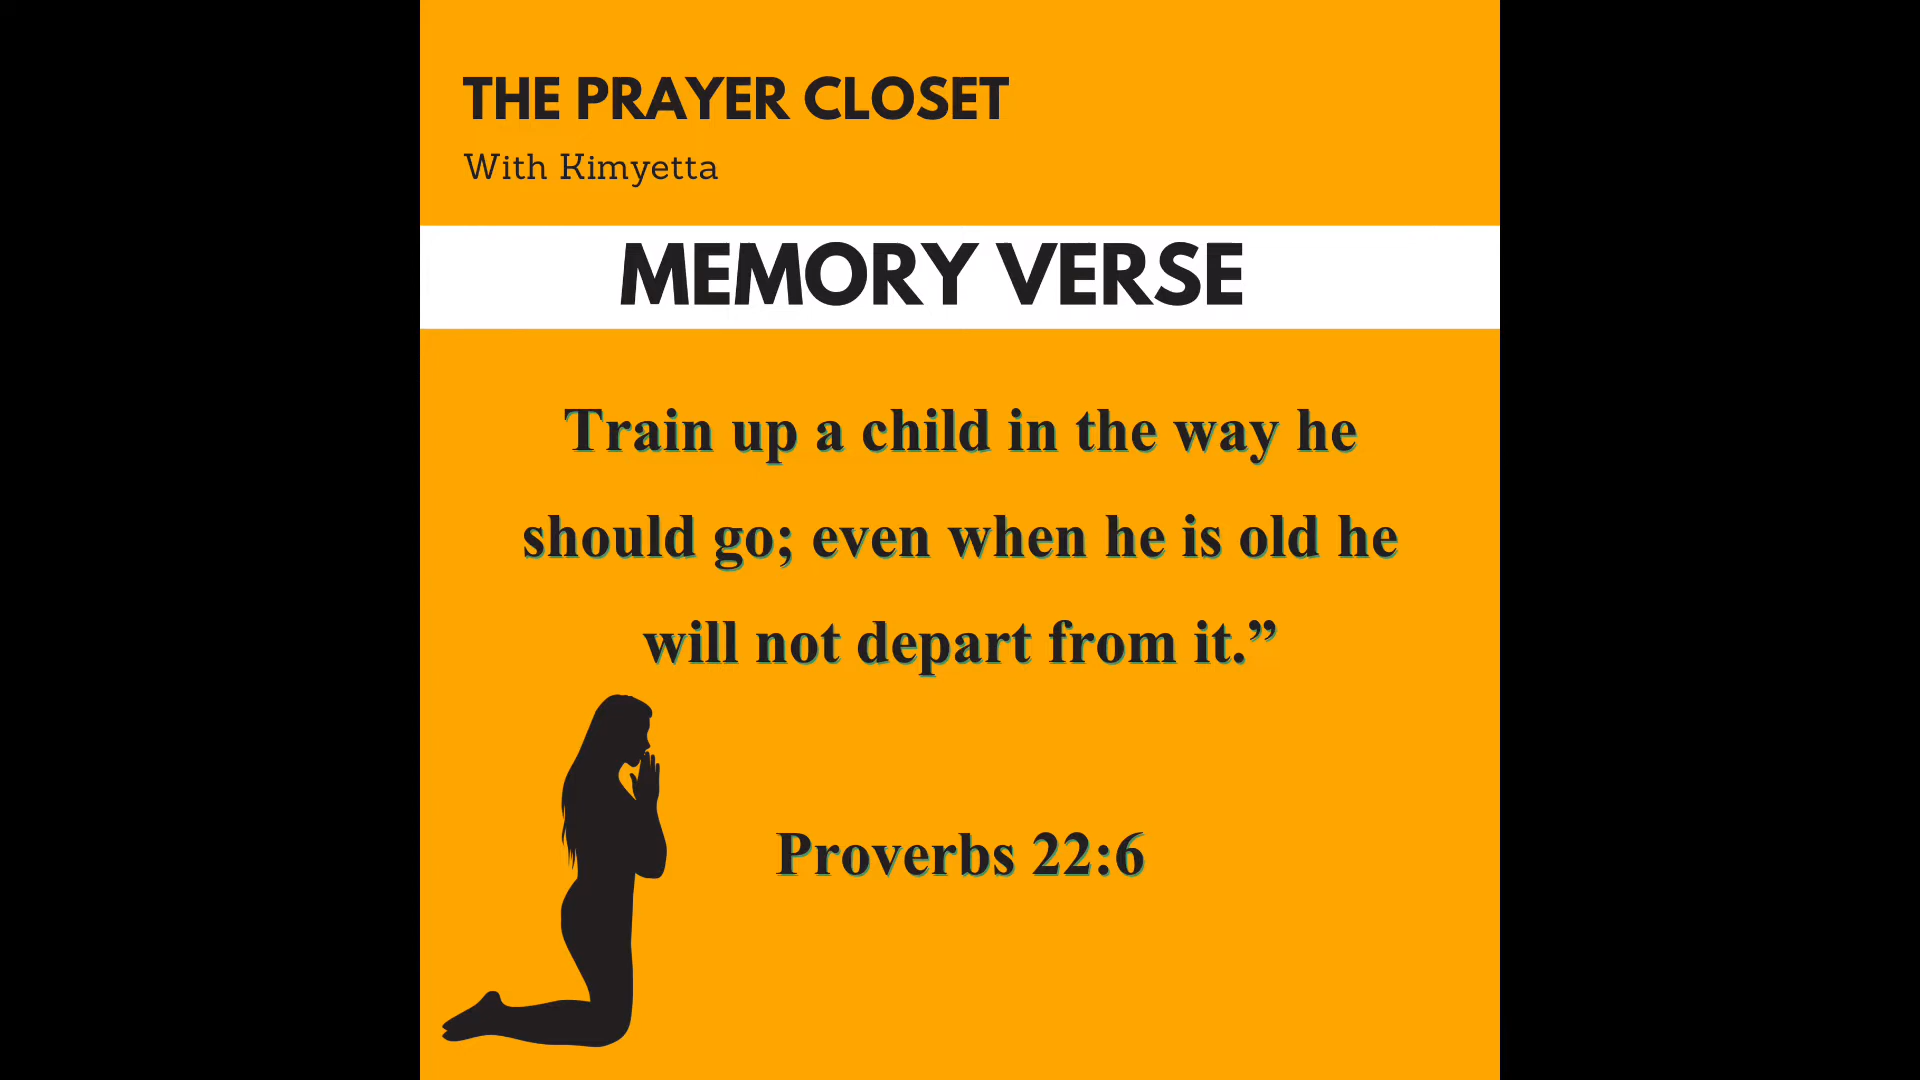 THE PRAYER CLOSET
With Kimyetta
MEMORY VERSE
Train up a child in the way he
should go; even when he is old he
will not depart from it.”
Proverbs 22:6